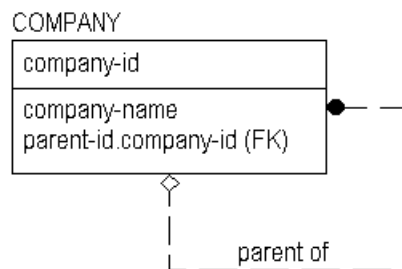 COMPANY
company-id
company-name
parent-id.company-id (FK)
parent of